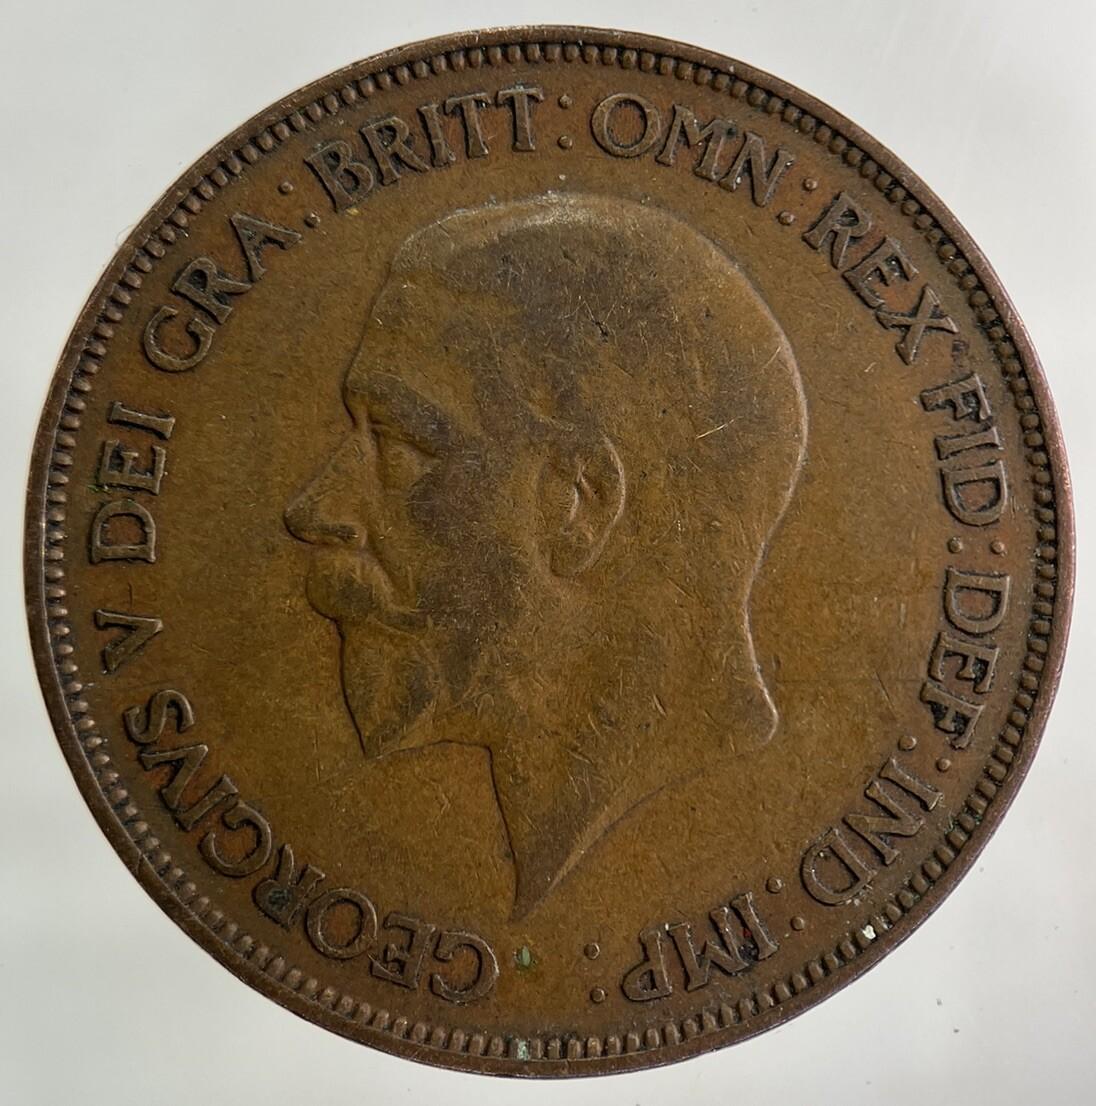 GEORGIVS V DEI GRA: BRITT: OMN: REX FID: DEF: IND: IMP: